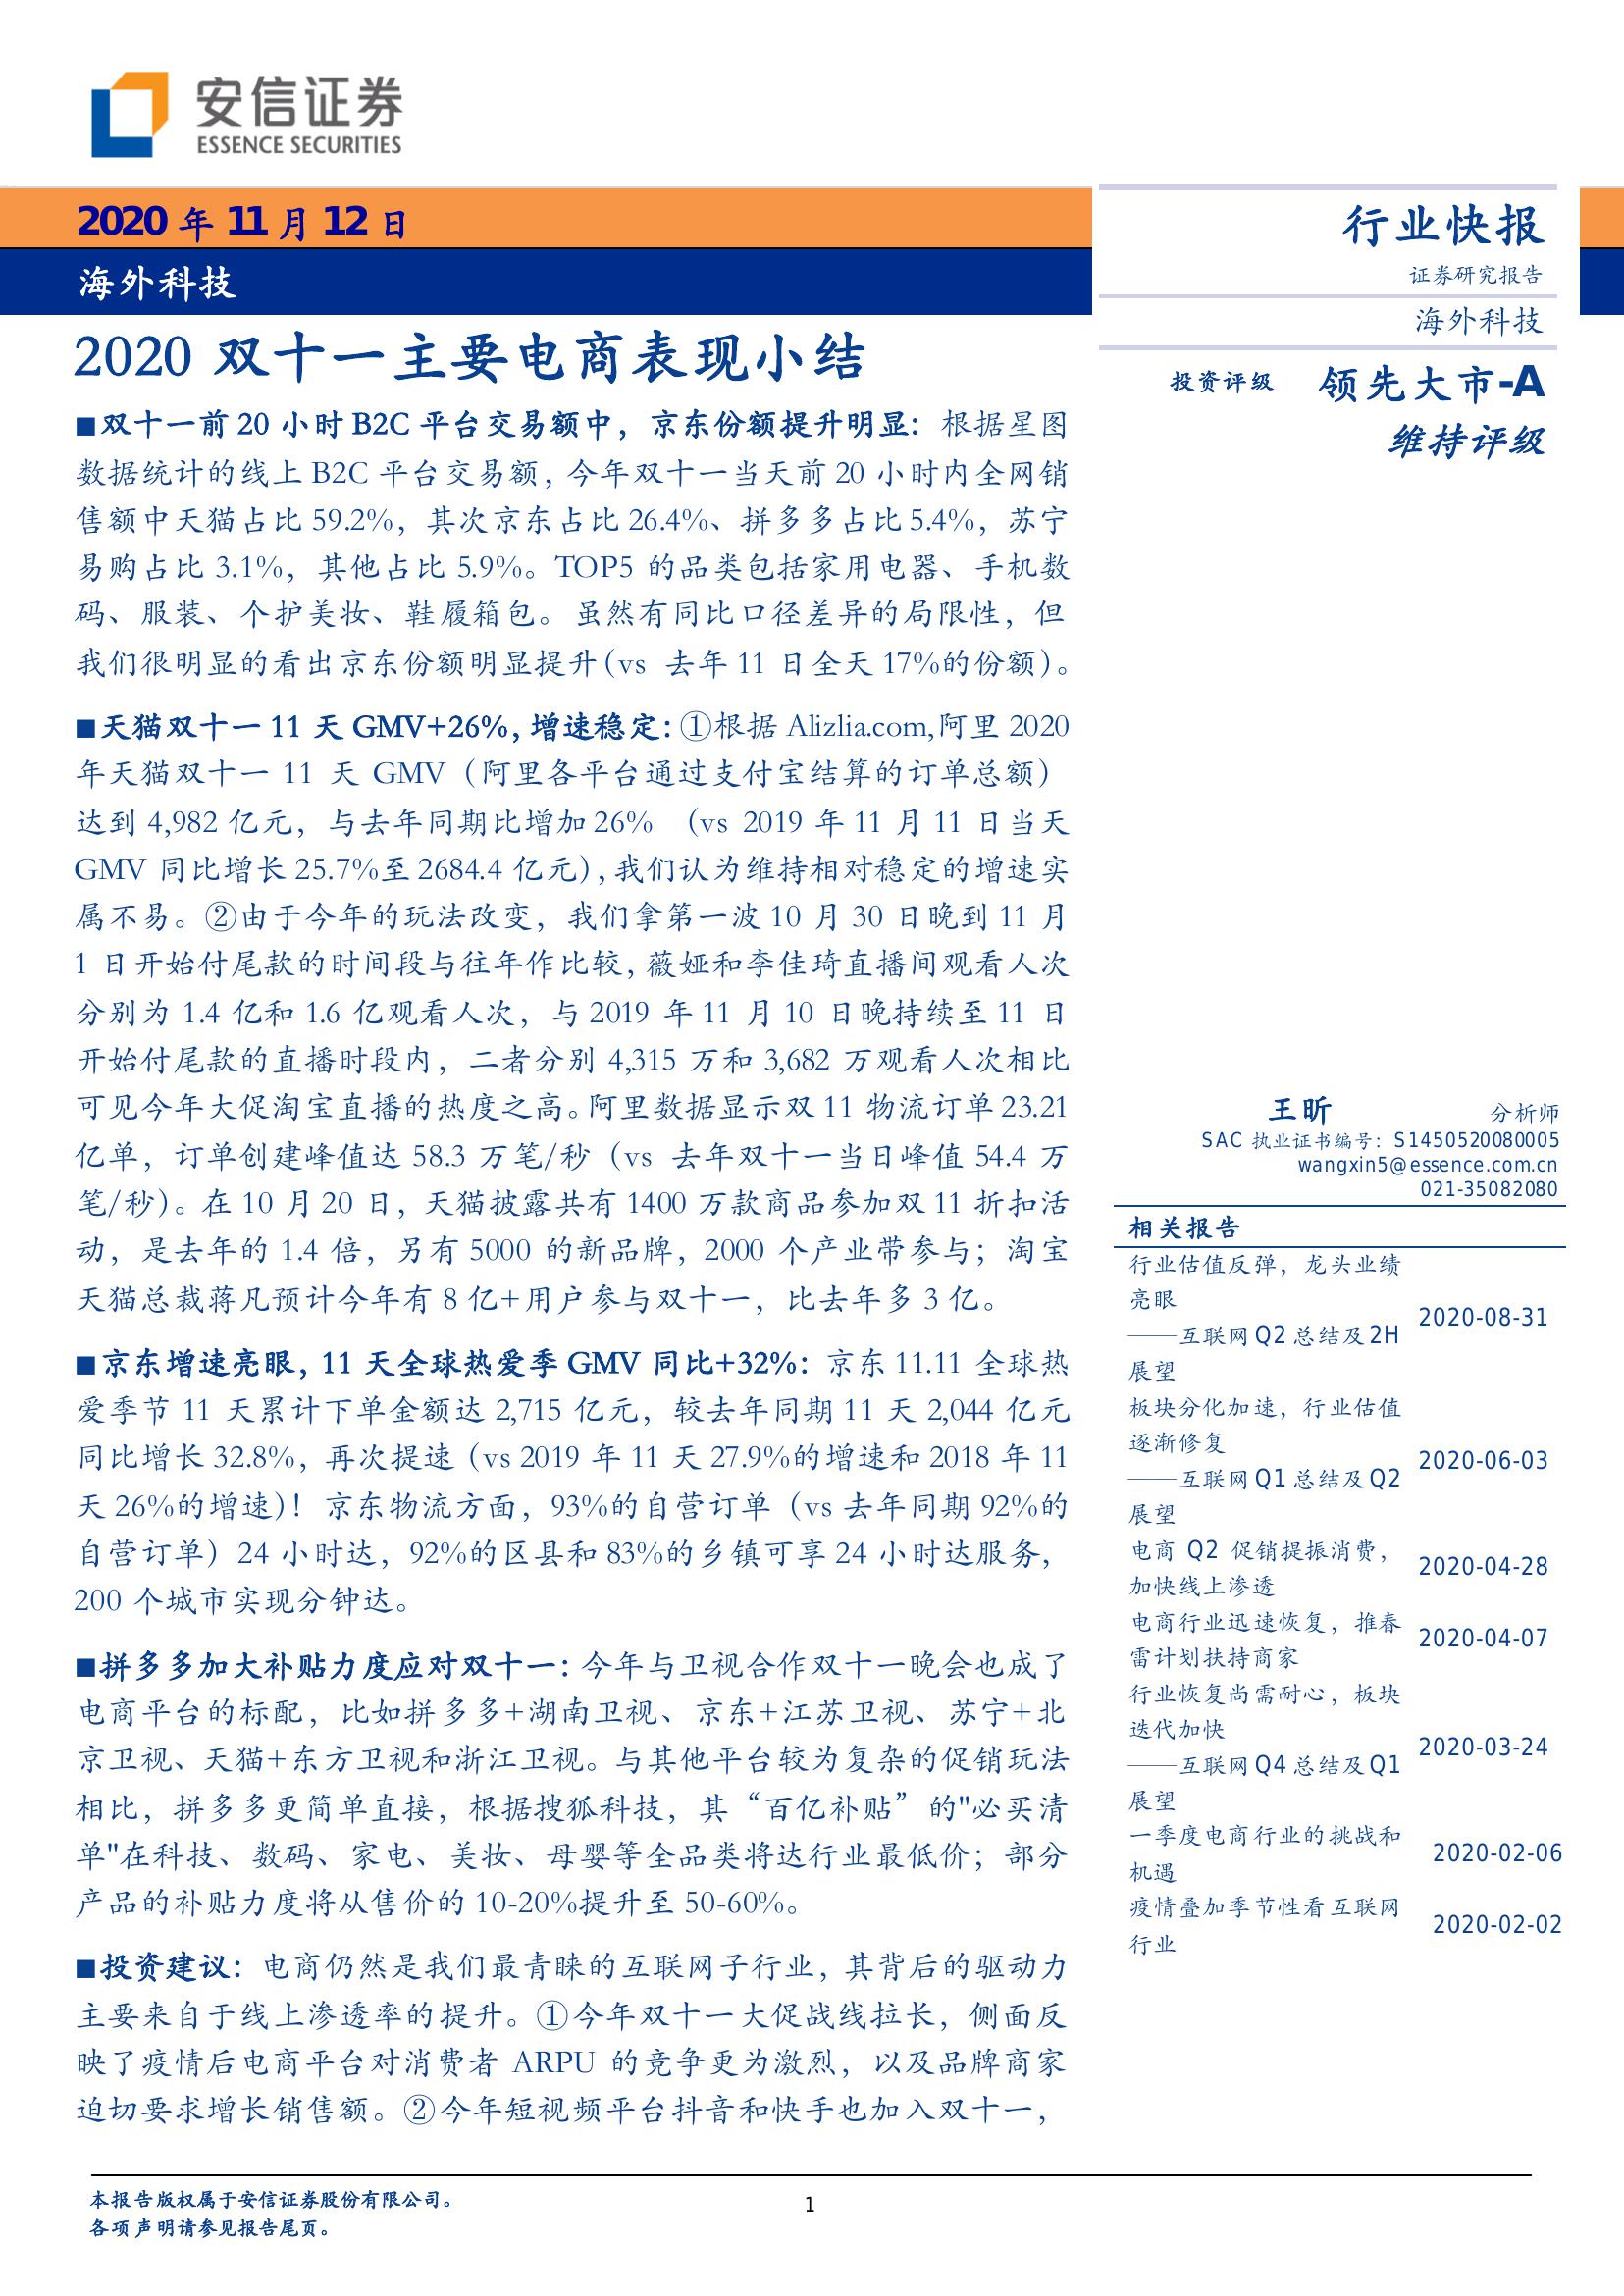 安信证券
ESSENCE SECURITIES
2020 年 11 月 12 日
海外科技
行业快报
证券研究报告
海外科技
投资评级 领先大市-A
维持评级
2020 双十一主要电商表现小结
■双十一前 20 小时 B2C 平台交易额中，京东份额提升明显：根据星图
数据统计的线上 B2C 平台交易额，今年双十一当天前 20 小时内全网销
售额中天猫占比 59.2%，其次京东占比 26.4%、拼多多占比 5.4%，苏宁
易购占比 3.1%，其他占比 5.9%。TOP5 的品类包括家用电器、手机数
码、服装、个护美妆、鞋履箱包。虽然有同比口径差异的局限性，但
我们很明显的看出京东份额明显提升（vs 去年 11 日全天 17%的份额）。
■天猫双十一 11 天 GMV+26%，增速稳定：①根据 Alizlia.com,阿里 2020
年天猫双十一 11 天 GMV（阿里各平台通过支付宝结算的订单总额）
达到 4,982 亿元，与去年同期比增加 26% （vs 2019 年 11 月 11 日当天
GMV 同比增长 25.7%至 2684.4 亿元），我们认为维持相对稳定的增速实
属不易。②由于今年的玩法改变，我们拿第一波 10 月 30 日晚到 11 月
1 日开始付尾款的时间段与往年作比较，薇娅和李佳琦直播间观看人次
分别为 1.4 亿和 1.6 亿观看人次，与 2019 年 11 月 10 日晚持续至 11 日
开始付尾款的直播时段内，二者分别 4,315 万和 3,682 万观看人次相比
可见今年大促淘宝直播的热度之高。阿里数据显示双 11 物流订单 23.21
亿单，订单创建峰值达 58.3 万笔/秒（vs 去年双十一当日峰值 54.4 万
笔/秒）。在 10 月 20 日，天猫披露共有 1400 万款商品参加双 11 折扣活
动，是去年的 1.4 倍，另有 5000 的新品牌，2000 个产业带参与；淘宝
天猫总裁蒋凡预计今年有 8 亿+用户参与双十一，比去年多 3 亿。
■京东增速亮眼，11 天全球热爱季 GMV 同比+32%：京东 11.11 全球热
爱季节 11 天累计下单金额达 2,715 亿元，较去年同期 11 天 2,044 亿元
同比增长 32.8%，再次提速（vs 2019 年 11 天 27.9%的增速和 2018 年 11
天 26%的增速）！京东物流方面，93%的自营订单（vs 去年同期 92%的
自营订单）24 小时达，92%的区县和 83%的乡镇可享 24 小时达服务，
200 个城市实现分钟达。
■拼多多加大补贴力度应对双十一：今年与卫视合作双十一晚会也成了
电商平台的标配，比如拼多多+湖南卫视、京东+江苏卫视、苏宁+北
京卫视、天猫+东方卫视和浙江卫视。与其他平台较为复杂的促销玩法
相比，拼多多更简单直接，根据搜狐科技，其“百亿补贴”的"必买清
单"在科技、数码、家电、美妆、母婴等全品类将达行业最低价；部分
产品的补贴力度将从售价的 10-20%提升至 50-60%。
■投资建议：电商仍然是我们最青睐的互联网子行业，其背后的驱动力
主要来自于线上渗透率的提升。①今年双十一大促战线拉长，侧面反
映了疫情后电商平台对消费者 ARPU 的竞争更为激烈，以及品牌商家
迫切要求增长销售额。②今年短视频平台抖音和快手也加入双十一，
王昕 分析师
SAC 执业证书编号：S1450520080005
wangxin5@essence.com.cn
021-35082080
相关报告
行业估值反弹，龙头业绩
亮眼
——互联网 Q2 总结及 2H
展望
2020-08-31
板块分化加速，行业估值
逐渐修复
——互联网 Q1 总结及 Q2
展望
2020-06-03
电商 Q2 促销提振消费，
加快线上渗透
2020-04-28
电商行业迅速恢复，推春
雷计划扶持商家
2020-04-07
行业恢复尚需耐心，板块
迭代加快
——互联网 Q4 总结及 Q1
展望
2020-03-24
一季度电商行业的挑战和
机遇
2020-02-06
疫情叠加季节性看互联网
行业
2020-02-02
本报告版权属于安信证券股份有限公司。
各项声明请参见报告尾页。
1